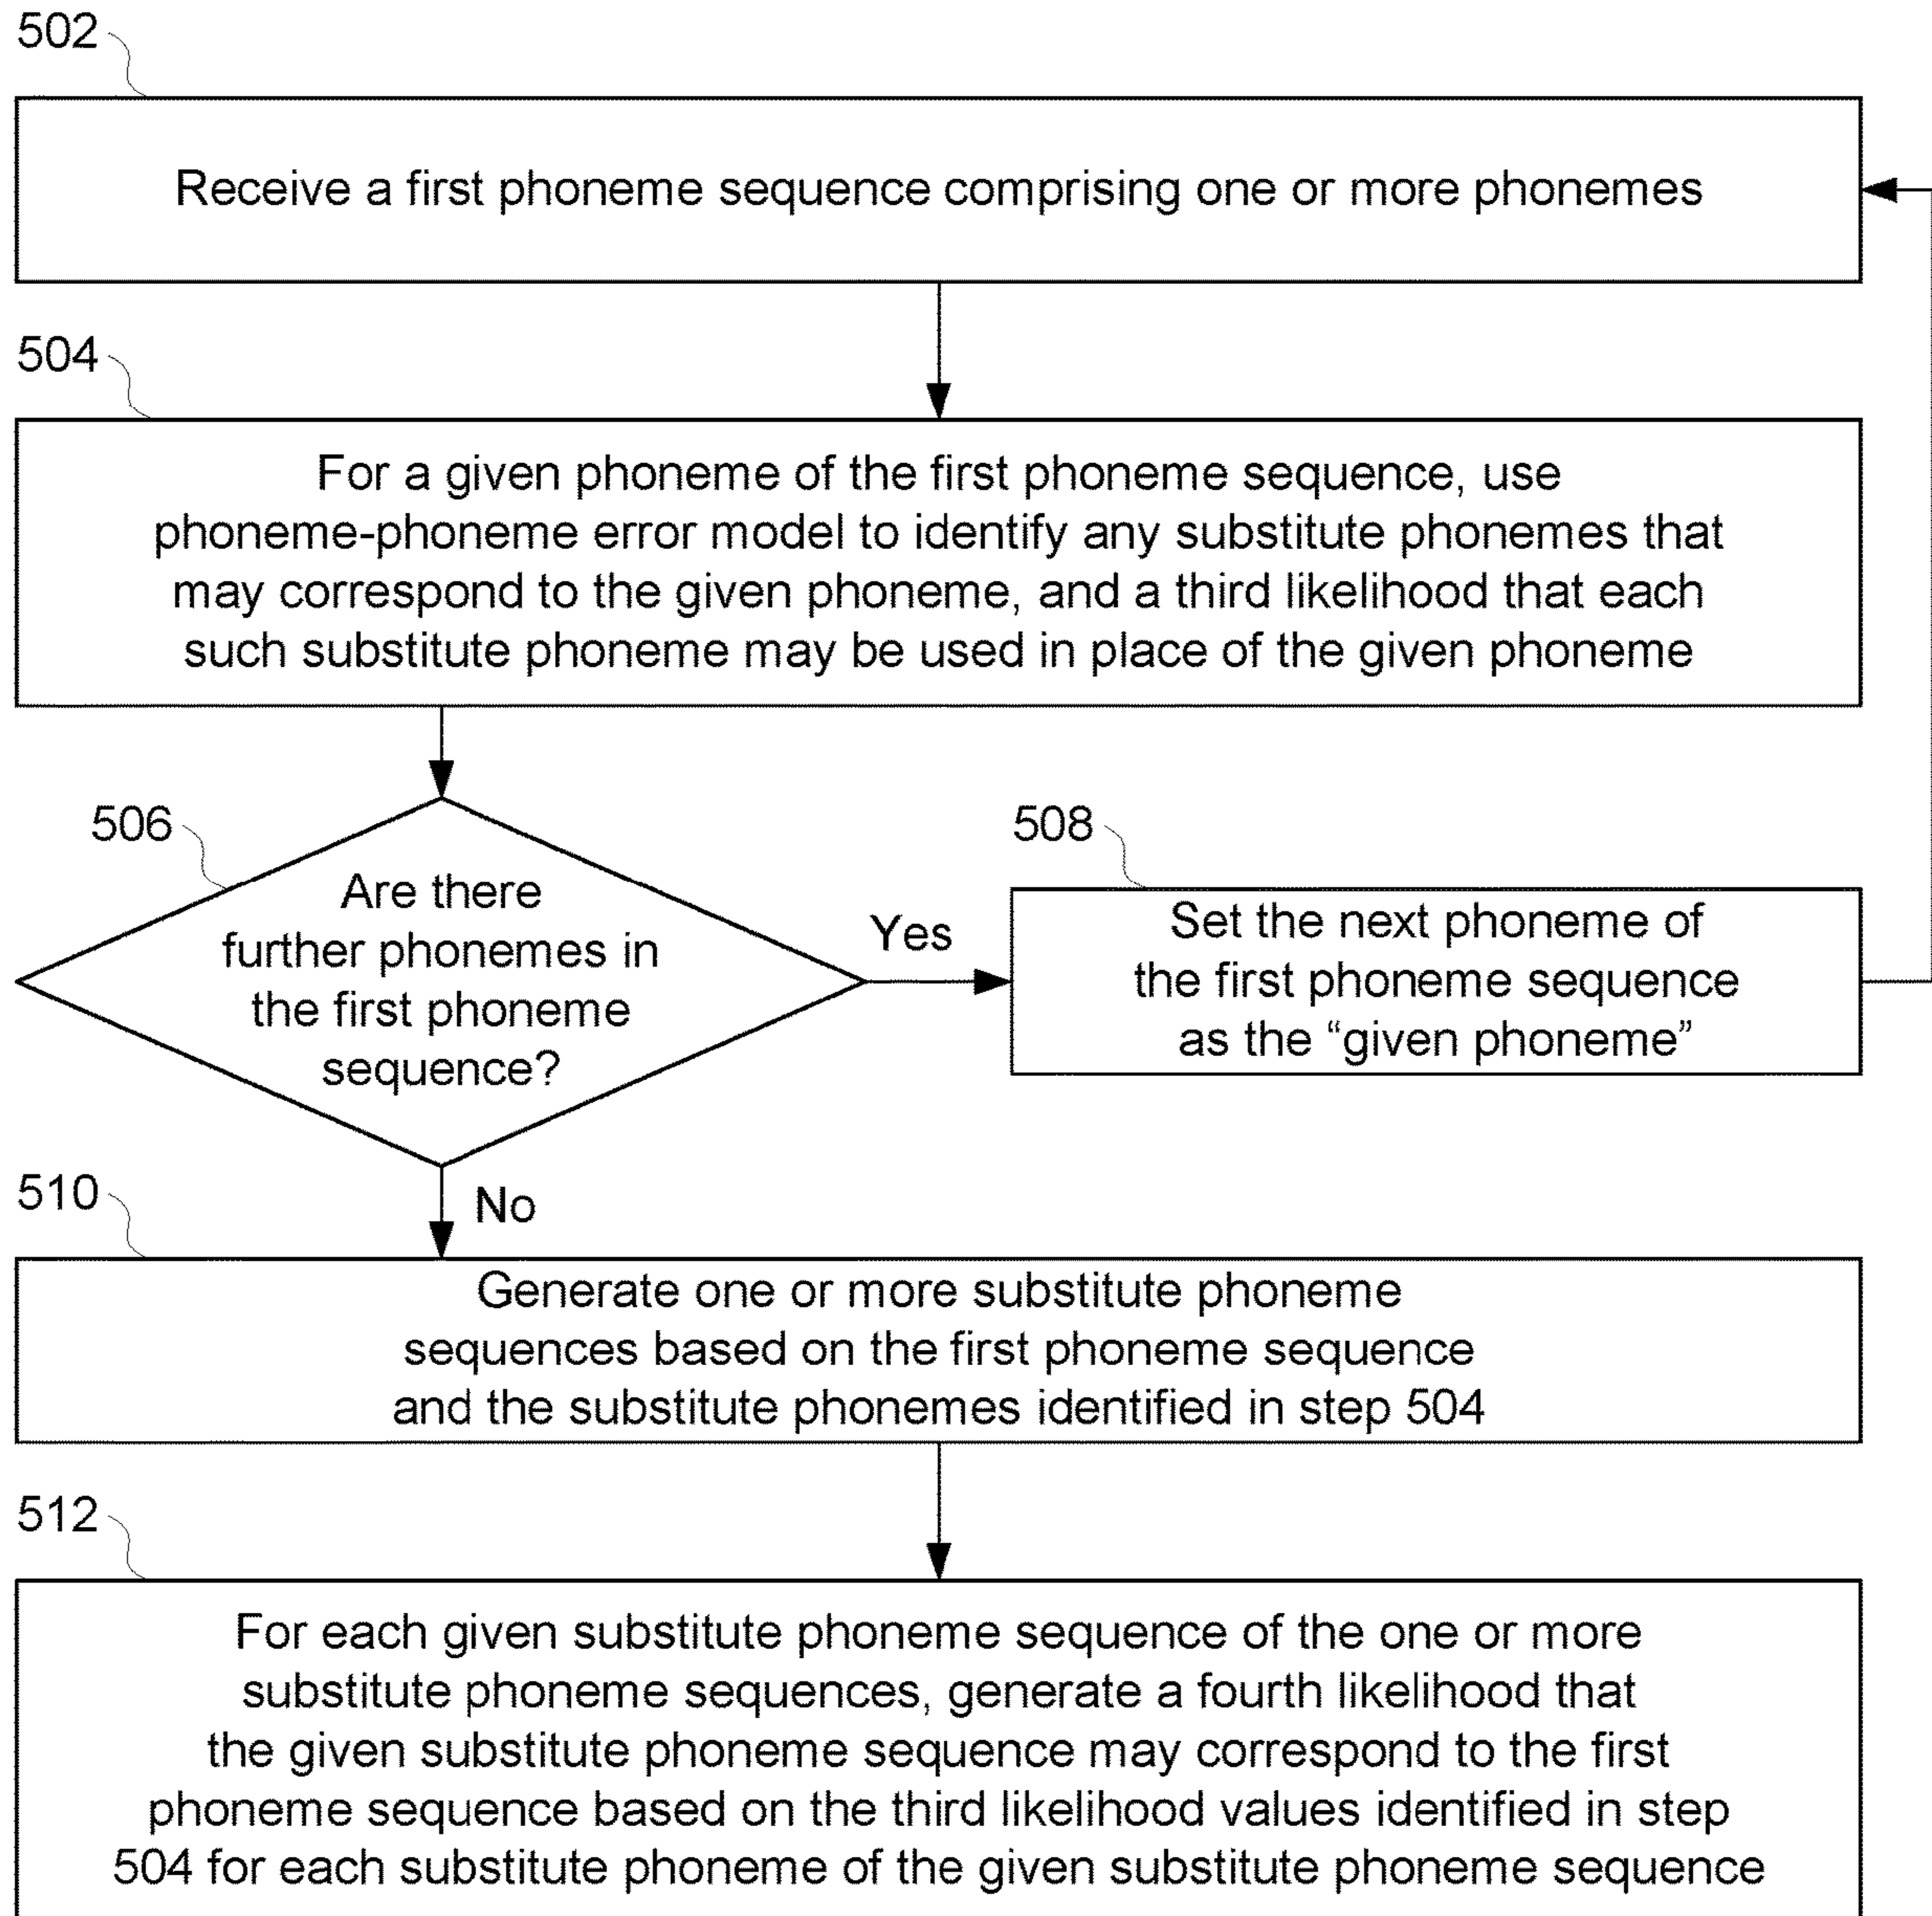 502
Receive a first phoneme sequence comprising one or more phonemes
504
For a given phoneme of the first phoneme sequence, use
phoneme-phoneme error model to identify any substitute phonemes that
may correspond to the given phoneme, and a third likelihood that each
such substitute phoneme may be used in place of the given phoneme
506
Are there
further phonemes in
the first phoneme
sequence?
Yes
508
Set the next phoneme of
the first phoneme sequence
as the “given phoneme”
No
510
Generate one or more substitute phoneme
sequences based on the first phoneme sequence
and the substitute phonemes identified in step 504
512
For each given substitute phoneme sequence of the one or more
substitute phoneme sequences, generate a fourth likelihood that
the given substitute phoneme sequence may correspond to the first
phoneme sequence based on the third likelihood values identified in step
504 for each substitute phoneme of the given substitute phoneme sequence